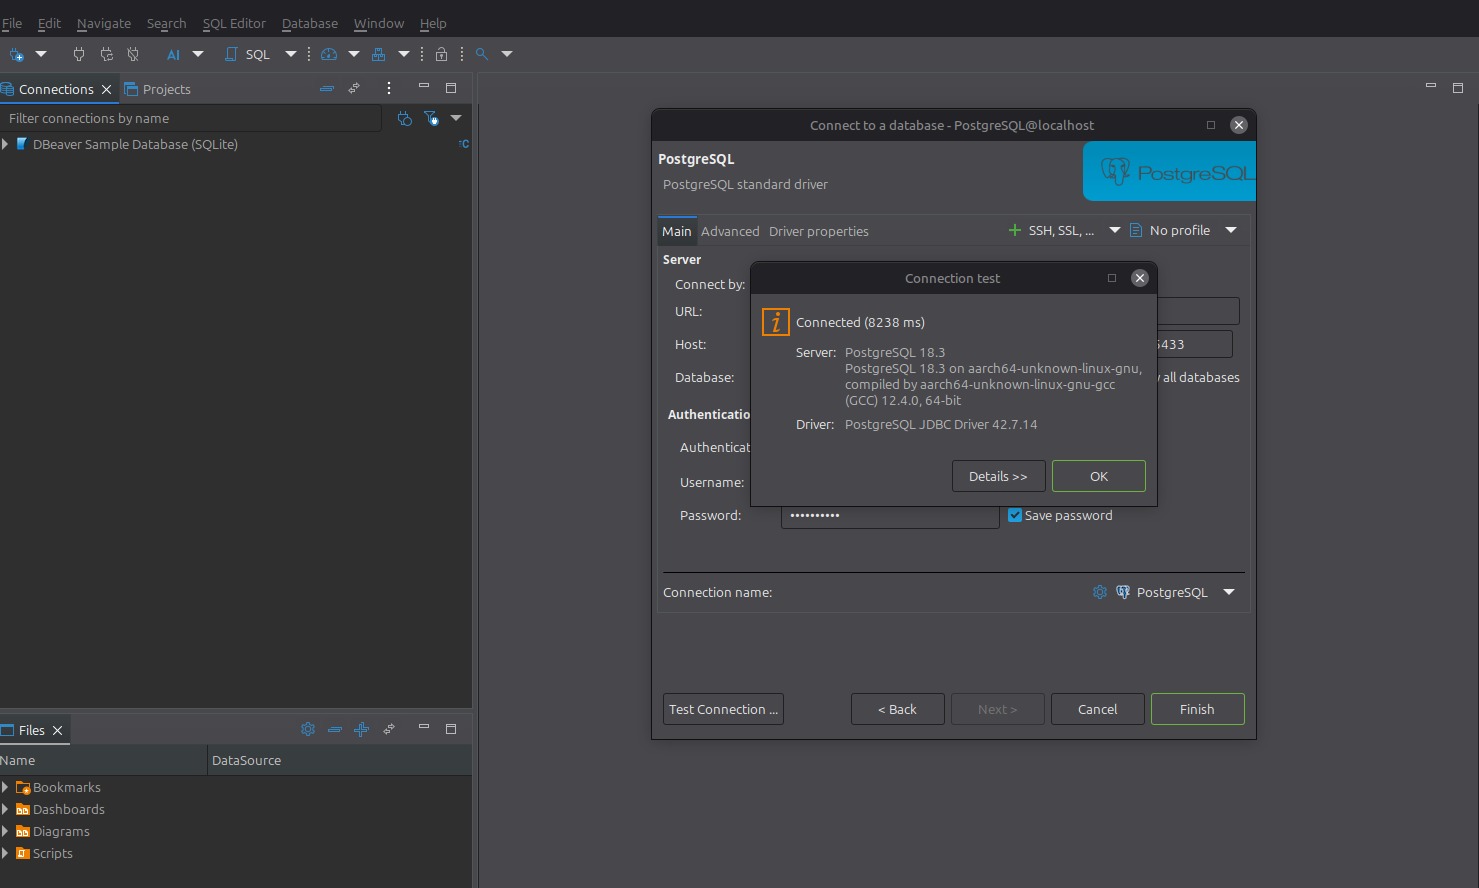 File Edit Navigate Search SQL Editor Database Window Help
AI SQL
Connections Projects
Filter connections by name
DBeaver Sample Database (SQLite)
Connect to a database - PostgreSQL@localhost
PostgreSQL
PostgreSQL standard driver
PostgreSQL
Main Advanced Driver properties SSH, SSL, ... No profile
Server
Connect by:
URL:
Host:
Database:
all databases
Authenticatio
Authenticat
Username:
Password: •••••••••• Save password
Connection test
Connected (8238 ms)
Server: PostgreSQL 18.3
PostgreSQL 18.3 on aarch64-unknown-linux-gnu,
compiled by aarch64-unknown-linux-gnu-gcc
(GCC) 12.4.0, 64-bit
Driver: PostgreSQL JDBC Driver 42.7.14
Details >> OK
Connection name: PostgreSQL
Test Connection ... < Back Next > Cancel Finish
Files
Name DataSource
Bookmarks
Dashboards
Diagrams
Scripts